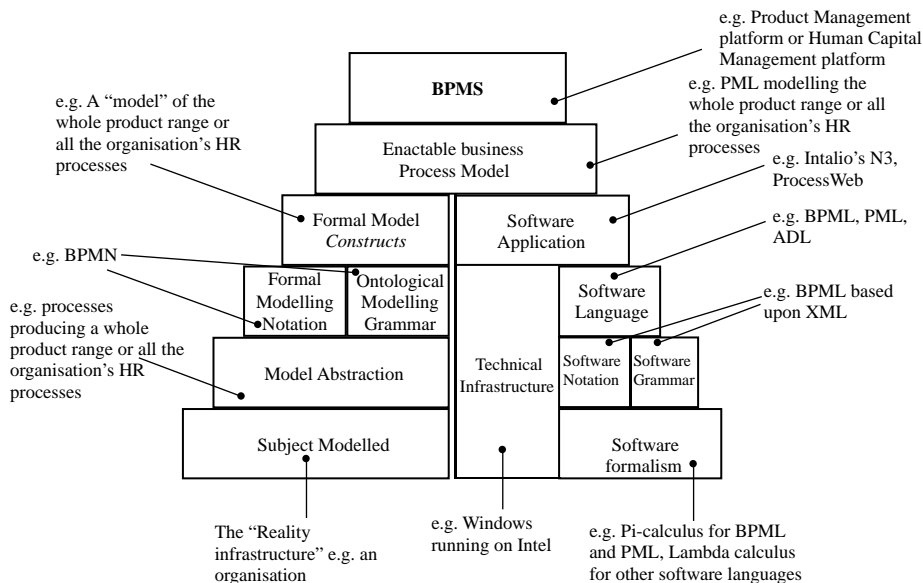 e.g. Product Management
platform or Human Capital
Management platform
BPMS
e.g. PML modelling the
whole product range or all
the organisation's HR
processes
e.g. A “model” of the
whole product range or
all the organisation's HR
processes
Enactable business
Process Model
e.g. Intalio's N3,
ProcessWeb
Formal Model
Constructs
Software
Application
e.g. BPML, PML,
ADL
e.g. BPMN
Formal
Modelling
Notation
Ontological
Modelling
Grammar
Software
Language
e.g. BPML based
upon XML
e.g. processes
producing a whole
product range or all the
organisation's HR
processes
Model Abstraction
Technical
Infrastructure
Software
Notation
Software
Grammar
Subject Modelled
Software
formalism
The “Reality
infrastructure” e.g. an
organisation
e.g. Windows
running on Intel
e.g. Pi-calculus for BPML
and PML, Lambda calculus
for other software languages